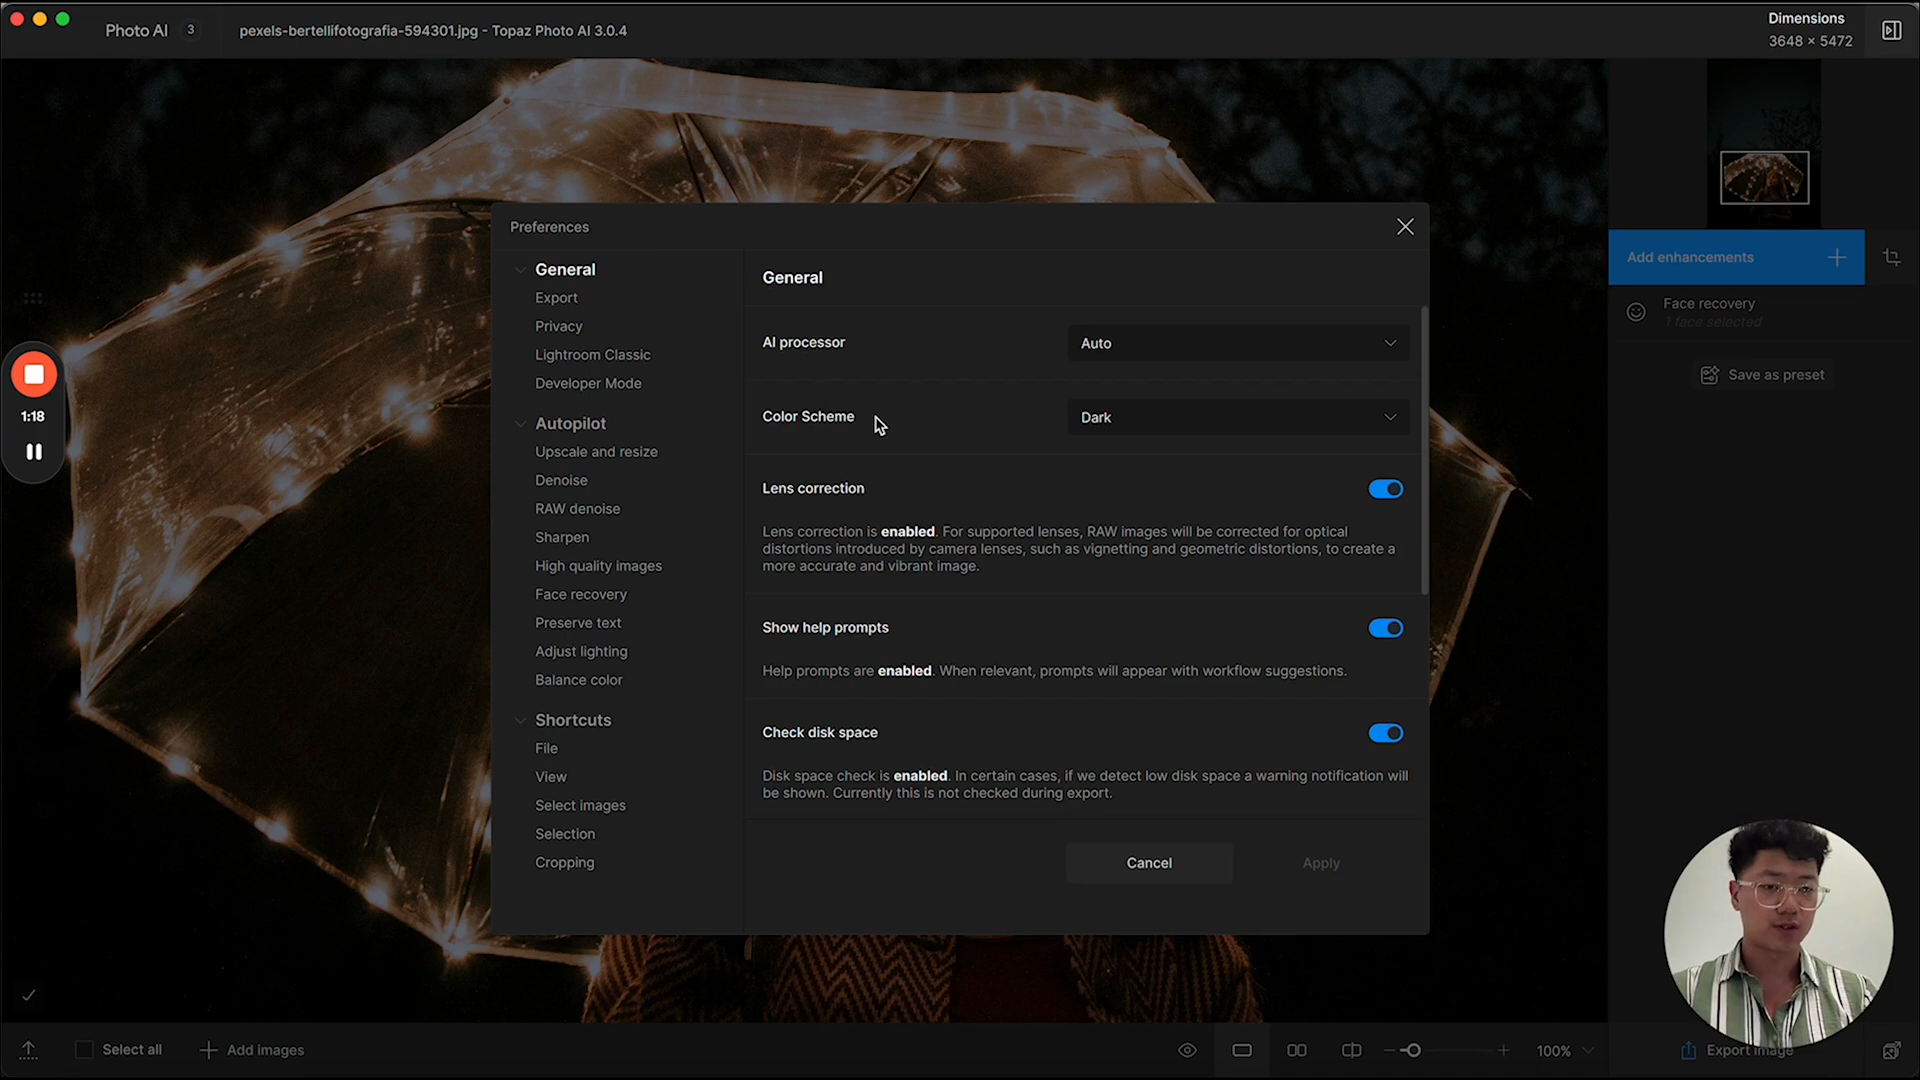 Photo AI 3
pexels-bertellifotografia-594301.jpg - Topaz Photo AI 3.0.4
Dimensions
3648 × 5472
Preferences
General
Export
Privacy
Lightroom Classic
Developer Mode
Autopilot
Upscale and resize
Denoise
RAW denoise
Sharpen
High quality images
Face recovery
Preserve text
Adjust lighting
Balance color
Shortcuts
File
View
Select images
Selection
Cropping
General
AI processor
Auto
Color Scheme
Dark
Lens correction
Lens correction is enabled. For supported lenses, RAW images will be corrected for optical
distortions introduced by camera lenses, such as vignetting and geometric distortions, to create a
more accurate and vibrant image.
Show help prompts
Help prompts are enabled. When relevant, prompts will appear with workflow suggestions.
Check disk space
Disk space check is enabled. In certain cases, if we detect low disk space a warning notification will
be shown. Currently this is not checked during export.
Cancel
Apply
Add enhancements
Face recovery
1 face selected
Save as preset
1:18
Select all
Add images
100%
Export image